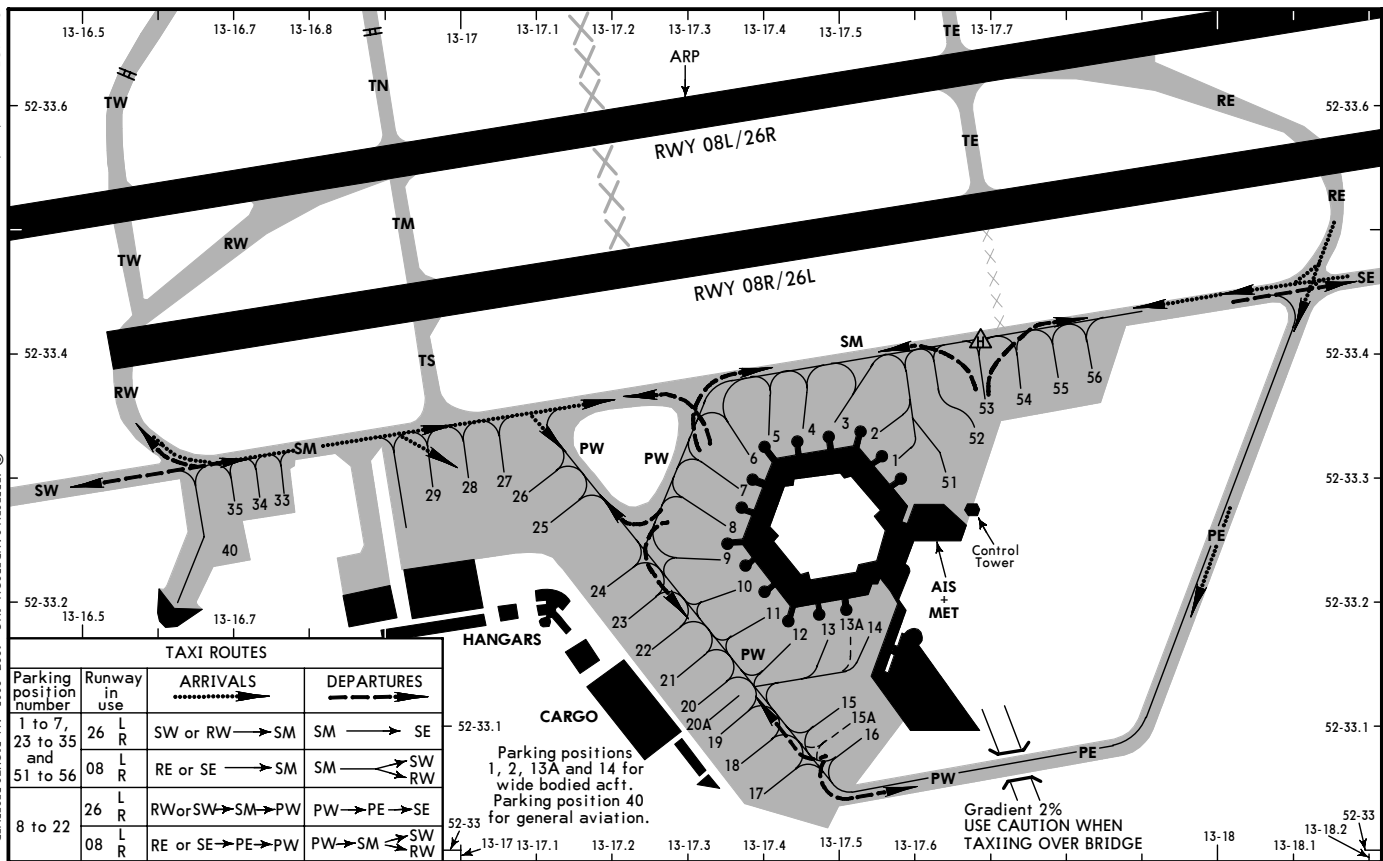 13-16.5 13-16.7 13-16.8 13-17 13-17.1 13-17.2 13-17.3 13-17.4 13-17.5 13-17.7
H H TE
ARP
TW TN RE
52-33.6 52-33.6
RWY 08L/26R
TE
RE
TM
RW
TW
RWY 08R/26L
SE
SM
H
52-33.4 52-33.4
TS
RW
56
55
54
53
52
51
5 4 3 2 1
6
7
8
9
10
11
12
13
13A
14
PW PW
SM
SW
35 34 33
29 28 27 26
25
40
52-33.3
PE
Control
Tower
AIS
+
MET
24
23
22
21
20
20A
19
18
17
15
15A
16
PW
52-33.2 52-33.2
13-16.5 13-16.7
HANGARS
CARGO
52-33.1 52-33.1
PE
PW
Parking positions
1, 2, 13A and 14 for
wide bodied acft.
Parking position 40
for general aviation.
Gradient 2%
USE CAUTION WHEN
TAXIING OVER BRIDGE
TAXI ROUTES
Parking position number Runway in use ARRIVALS DEPARTURES
1 to 7, 23 to 35 and 51 to 56
26 L R SW or RW → SM SM → SE
08 L R RE or SE → SM SM → SW RW
8 to 22
26 L R RW or SW → SM → PW PW → PE → SE
08 L R RE or SE → PE → PW PW → SM → SW RW
52-33 52-33
13-17 13-17.1 13-17.2 13-17.3 13-17.4 13-17.5 13-17.6 13-18 13-18.1 13-18.2